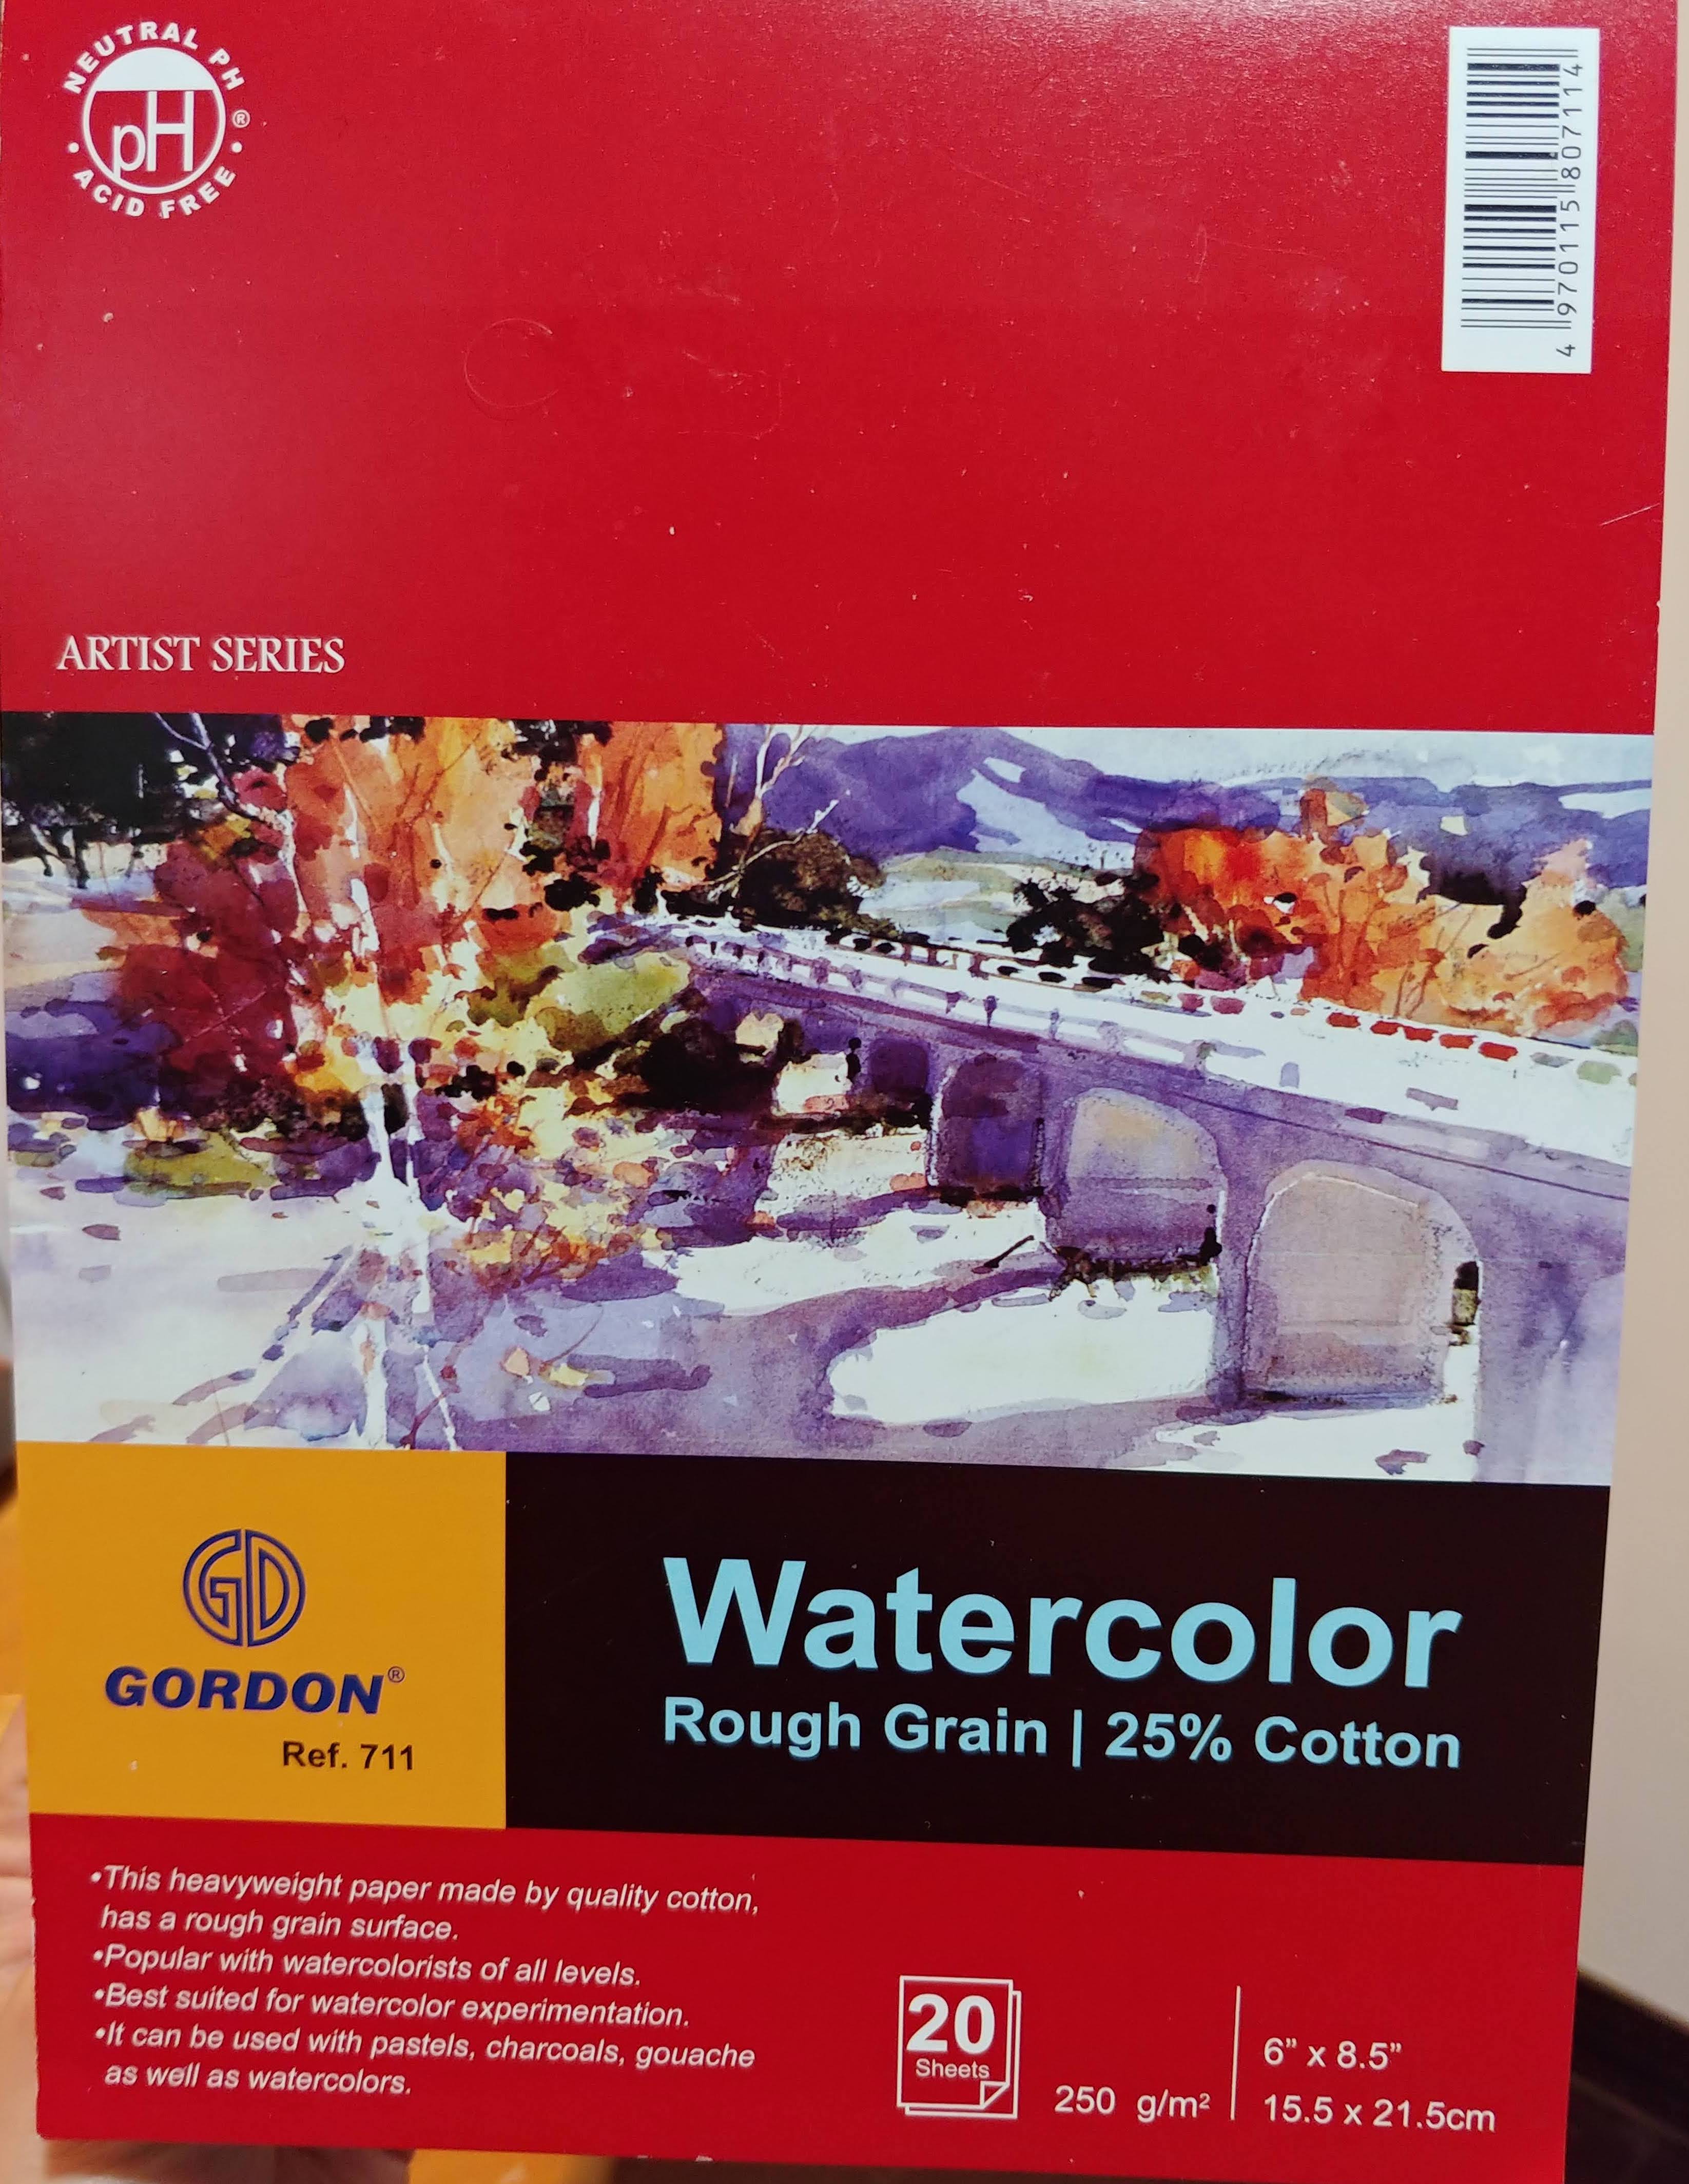 NEUTRAL PH
pH
®
• ACID FREE •
4 970115 807114
ARTIST SERIES
GD
GORDON®
Ref. 711
Watercolor
Rough Grain | 25% Cotton
•This heavyweight paper made by quality cotton,
has a rough grain surface.
•Popular with watercolorists of all levels.
•Best suited for watercolor experimentation.
•It can be used with pastels, charcoals, gouache
as well as watercolors.
20
Sheets
250 g/m²
6” x 8.5”
15.5 x 21.5cm